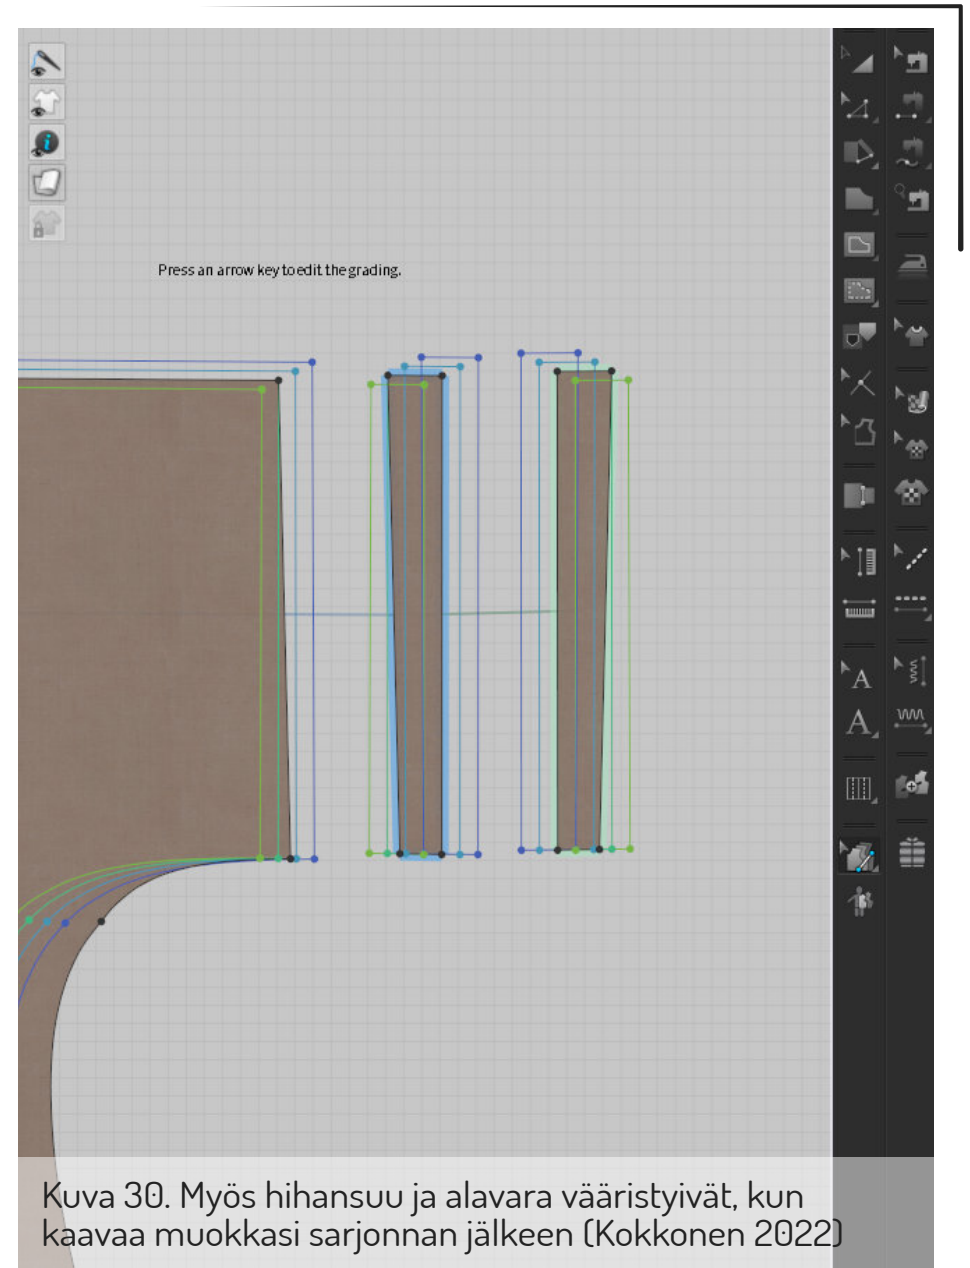 Press an arrow key to edit the grading.
A
A
Kuva 30. Myös hihansuu ja alavara vääristyivät, kun
kaavaa muokkasi sarjonnan jälkeen (Kokkonen 2022)